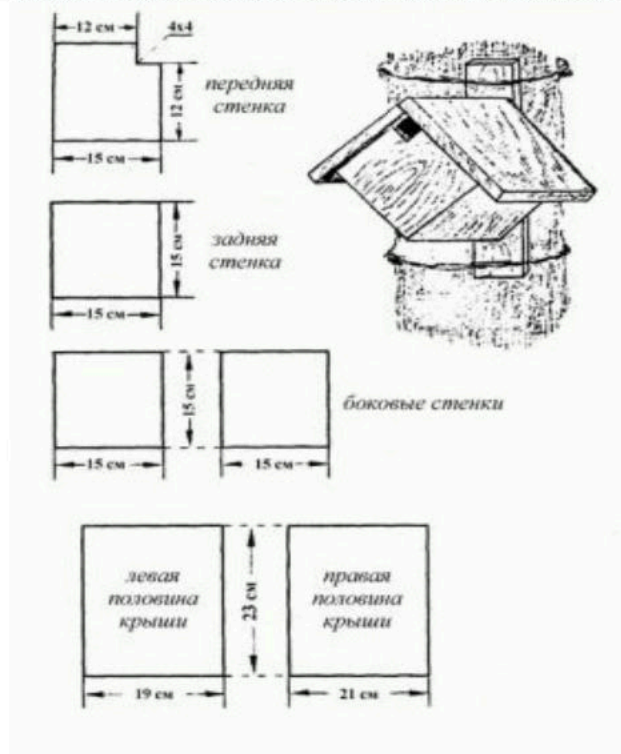 12 см
4х4
12 см
передняя
стенка
15 см
15 см
задняя
стенка
15 см
15 см
боковые стенки
15 см
15 см
левая
половина
крыши
23 см
правая
половина
крыши
19 см
21 см